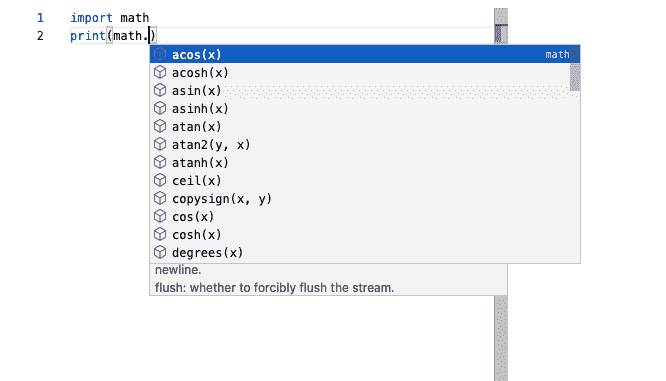 1 import math
2 print(math.)
acos(x) math
acosh(x)
asin(x)
asinh(x)
atan(x)
atan2(y, x)
atanh(x)
ceil(x)
copysign(x, y)
cos(x)
cosh(x)
degrees(x)
newline.
flush: whether to forcibly flush the stream.